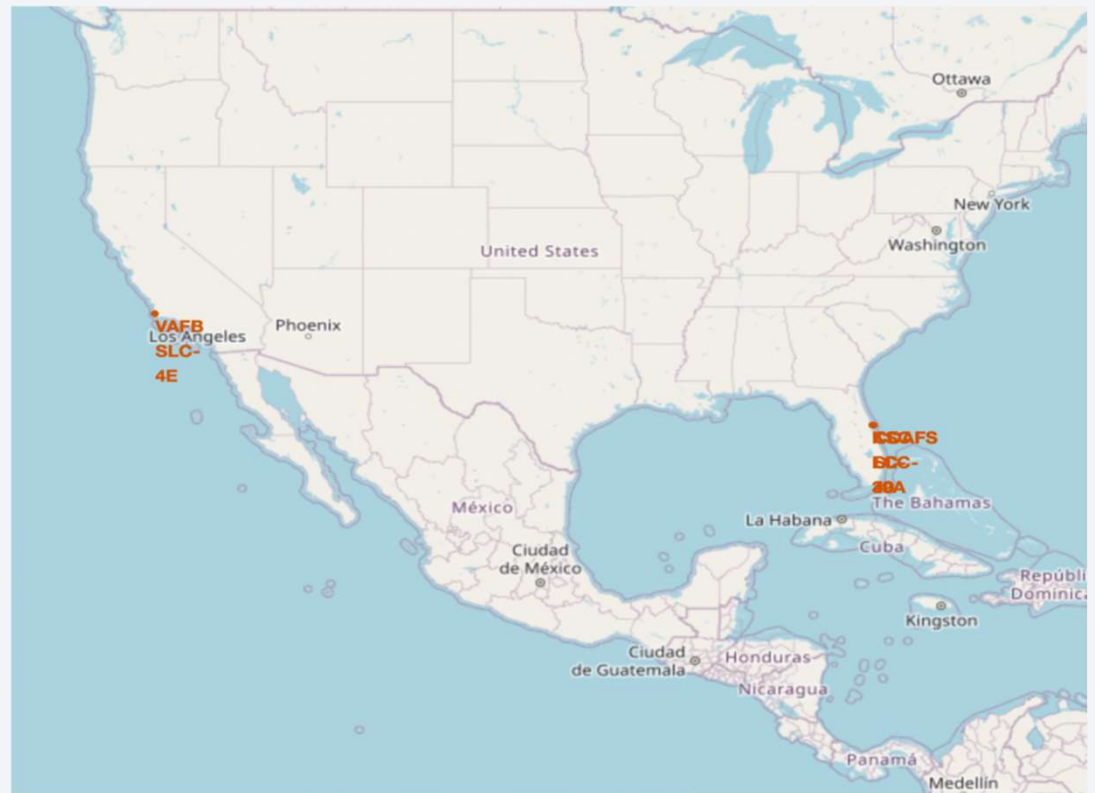 Ottawa
New York
Washington
United States
VAFB
Los Angeles
SLC-
4E
Phoenix
The Bahamas
México
La Habana
Cuba
Ciudad
de México
Repúbli
Dominica
Kingston
Ciudad
de Guatemala
Honduras
Nicaragua
Panamá
Medellín